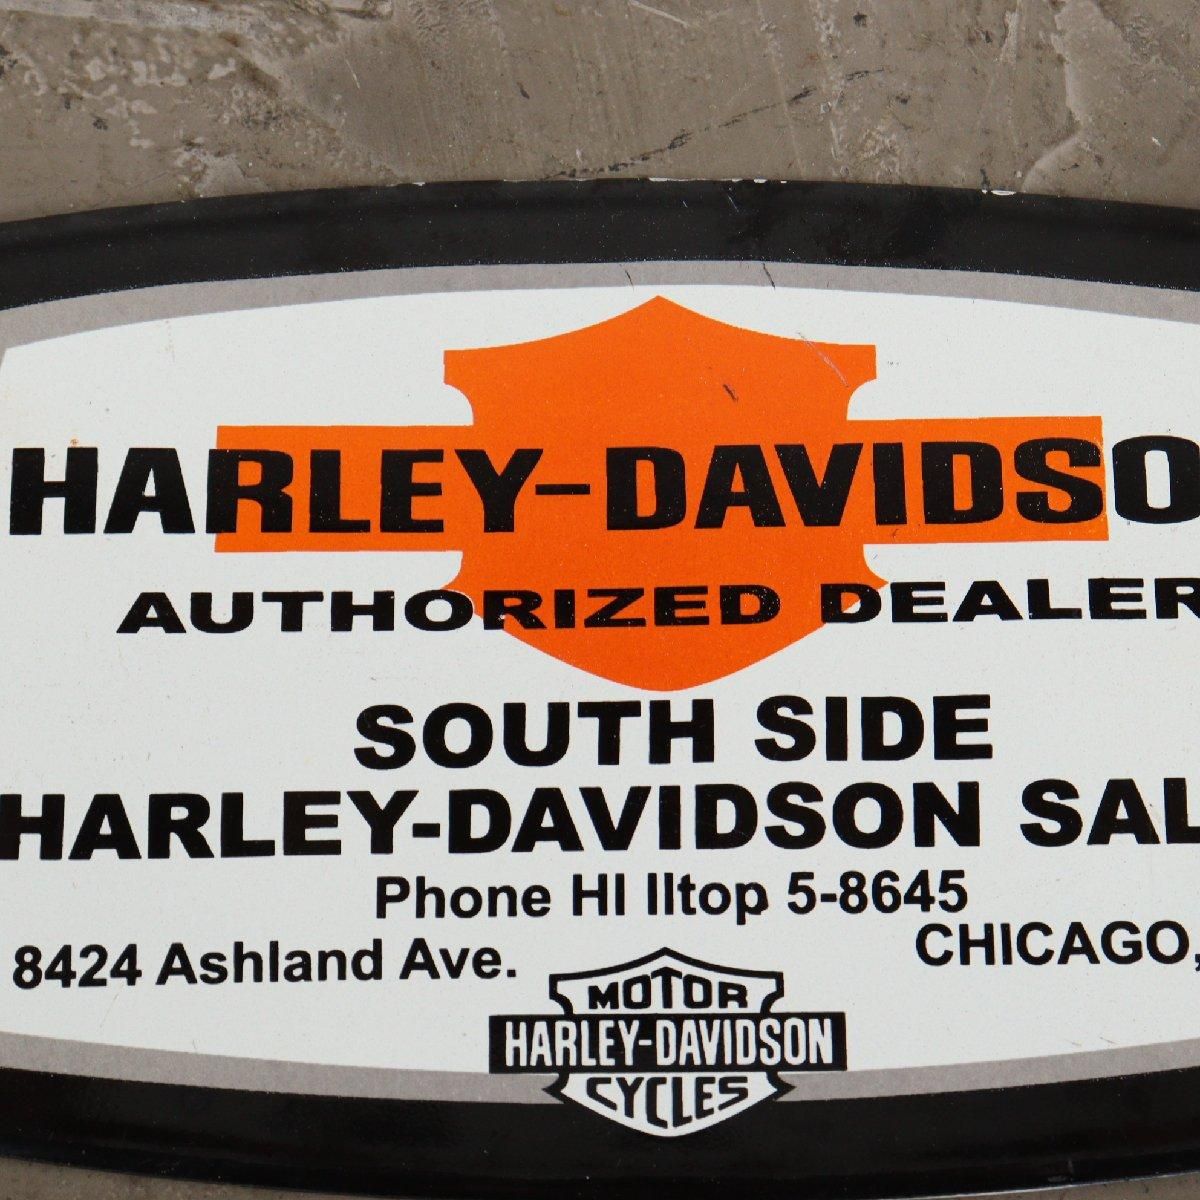 HARLEY-DAVIDSO
AUTHORIZED DEALER
SOUTH SIDE
HARLEY-DAVIDSON SAL
Phone HI lltop 5-8645
8424 Ashland Ave.
CHICAGO,
MOTOR
HARLEY-DAVIDSON
CYCLES